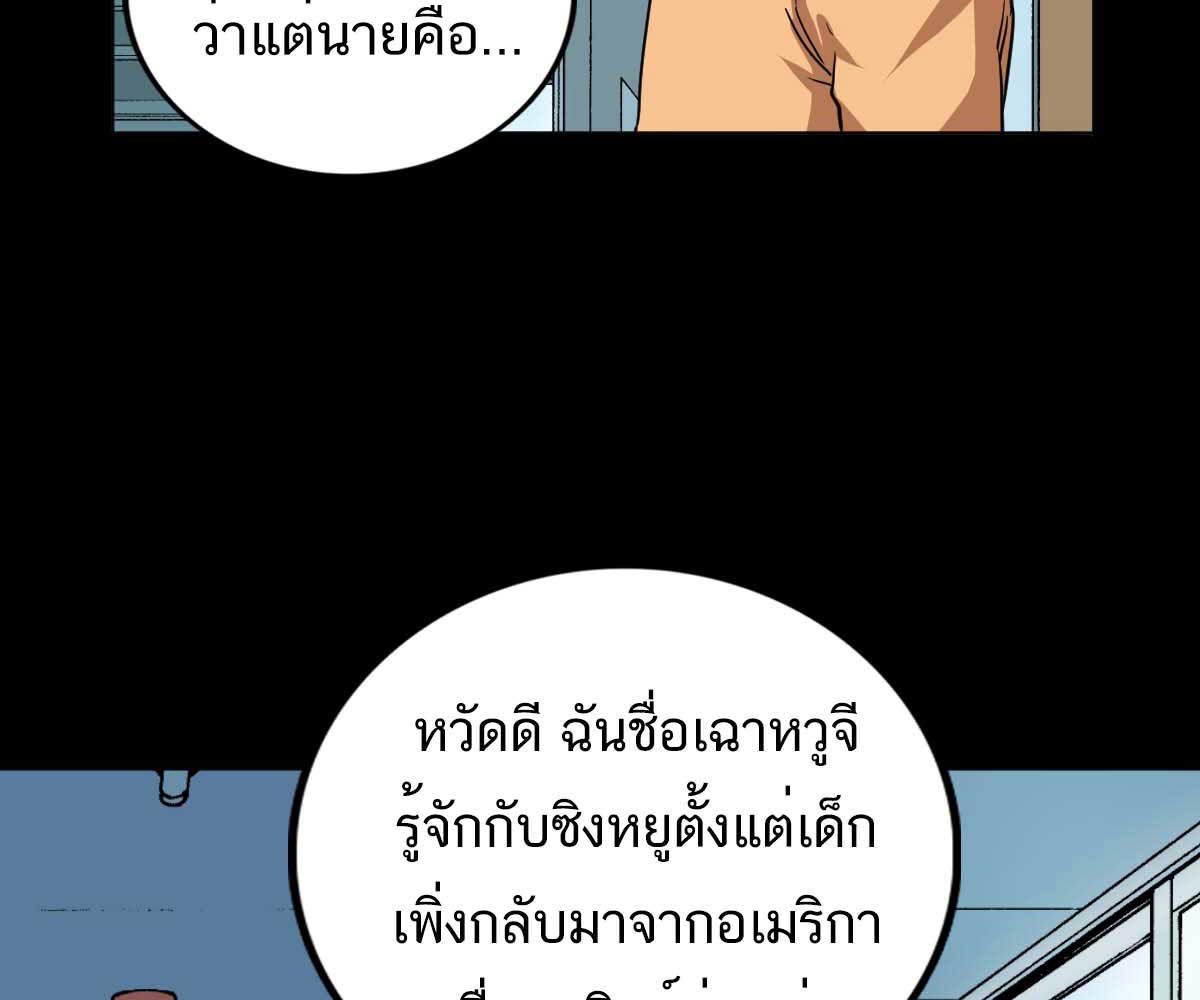 วาแตนายคือ...
หวัดดี ฉันชื่อเฉาหวูจี
รู้จักกับซิงหยูตั้งแต่เด็ก
เพิ่งกลับมาจากอเมริกา